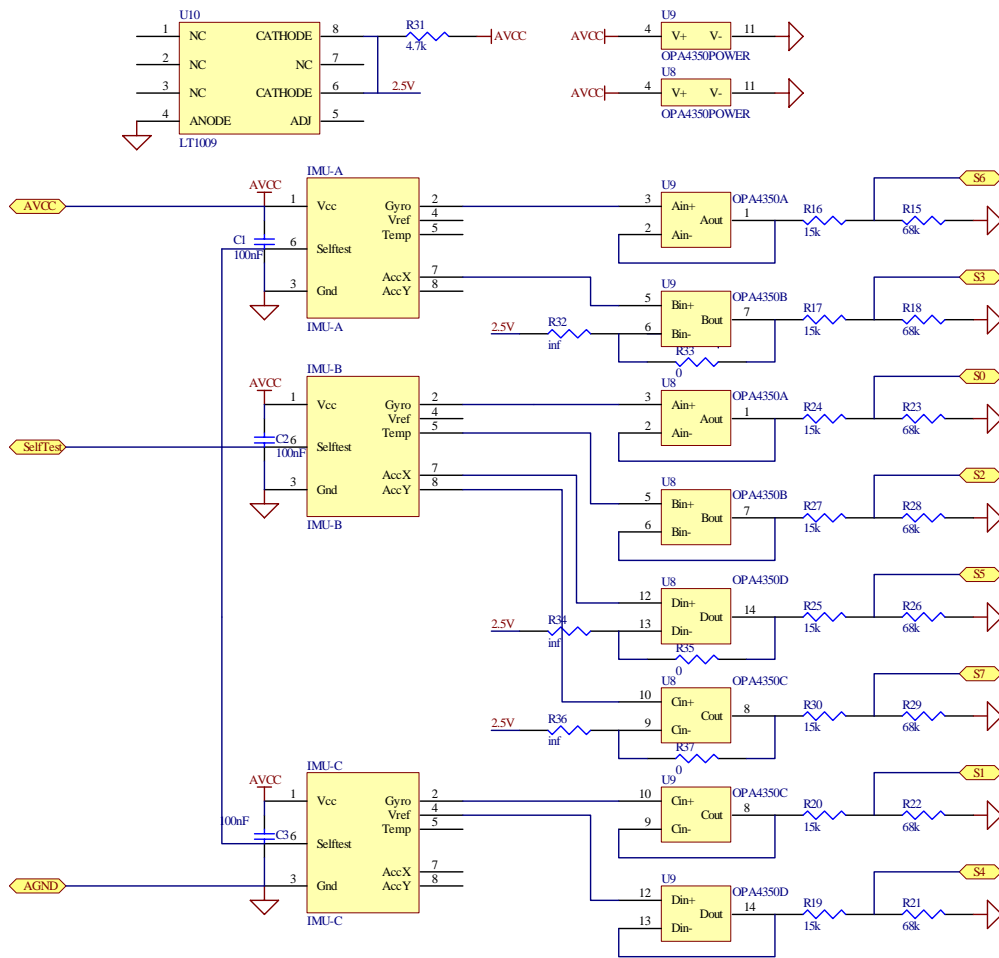 U10
1 NC CATHODE 8
2 NC NC 7
3 NC CATHODE 6
4 ANODE ADJ 5
LT1009
R31
4.7k
AVCC
2.5V
U9
AVCC 4 V+ V- 11
OPA4350POWER
U8
AVCC 4 V+ V- 11
OPA4350POWER
AVCC
SelfTest
AGND
IMU-A
AVCC
1 Vcc Gyro 2
Vref 4
Temp 5
C1
100nF
6 Selftest
AccX 7
3 Gnd AccY 8
IMU-A
U9
OPA4350A
3 Ain+
Aout 1
2 Ain-
R16
15k
R15
68k
S6
U9
OPA4350B
5 Bin+
Bout 7
6 Bin-
2.5V
R32
inf
R33
0
R17
15k
R18
68k
S3
IMU-B
AVCC
1 Vcc Gyro 2
Vref 4
Temp 5
C2
100nF
6 Selftest
AccX 7
3 Gnd AccY 8
IMU-B
U8
OPA4350A
3 Ain+
Aout 1
2 Ain-
R24
15k
R23
68k
S0
U8
OPA4350B
5 Bin+
Bout 7
6 Bin-
R27
15k
R28
68k
S2
U8
OPA4350D
12 Din+
Dout 14
13 Din-
2.5V
R34
inf
R35
0
R25
15k
R26
68k
S5
U8
OPA4350C
10 Cin+
Cout 8
9 Cin-
2.5V
R36
inf
R37
0
R30
15k
R29
68k
S7
IMU-C
AVCC
1 Vcc Gyro 2
Vref 4
Temp 5
100nF
C3
6 Selftest
AccX 7
3 Gnd AccY 8
IMU-C
U9
OPA4350C
10 Cin+
Cout 8
9 Cin-
R20
15k
R22
68k
S1
U9
OPA4350D
12 Din+
Dout 14
13 Din-
R19
15k
R21
68k
S4